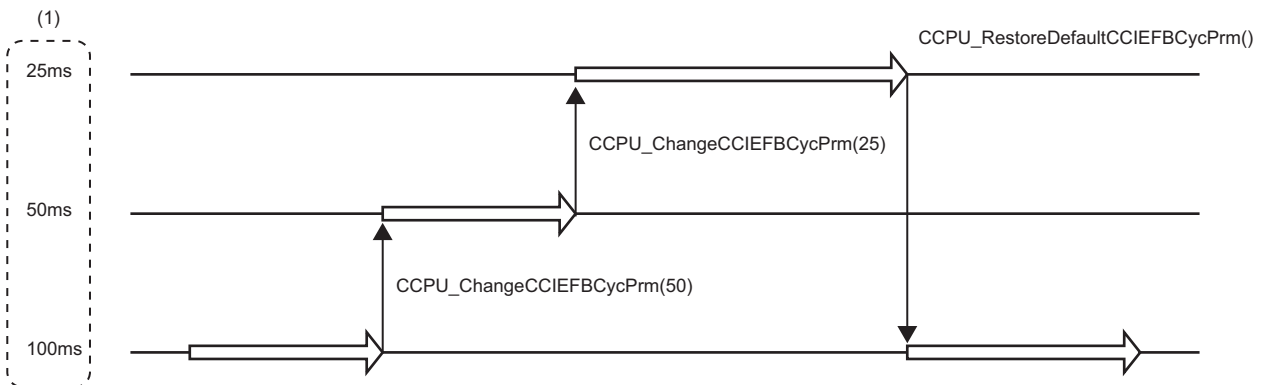 (1)
CCPU_RestoreDefaultCCIEFBCycPrm()
25ms
CCPU_ChangeCCIEFBCycPrm(25)
50ms
CCPU_ChangeCCIEFBCycPrm(50)
100ms